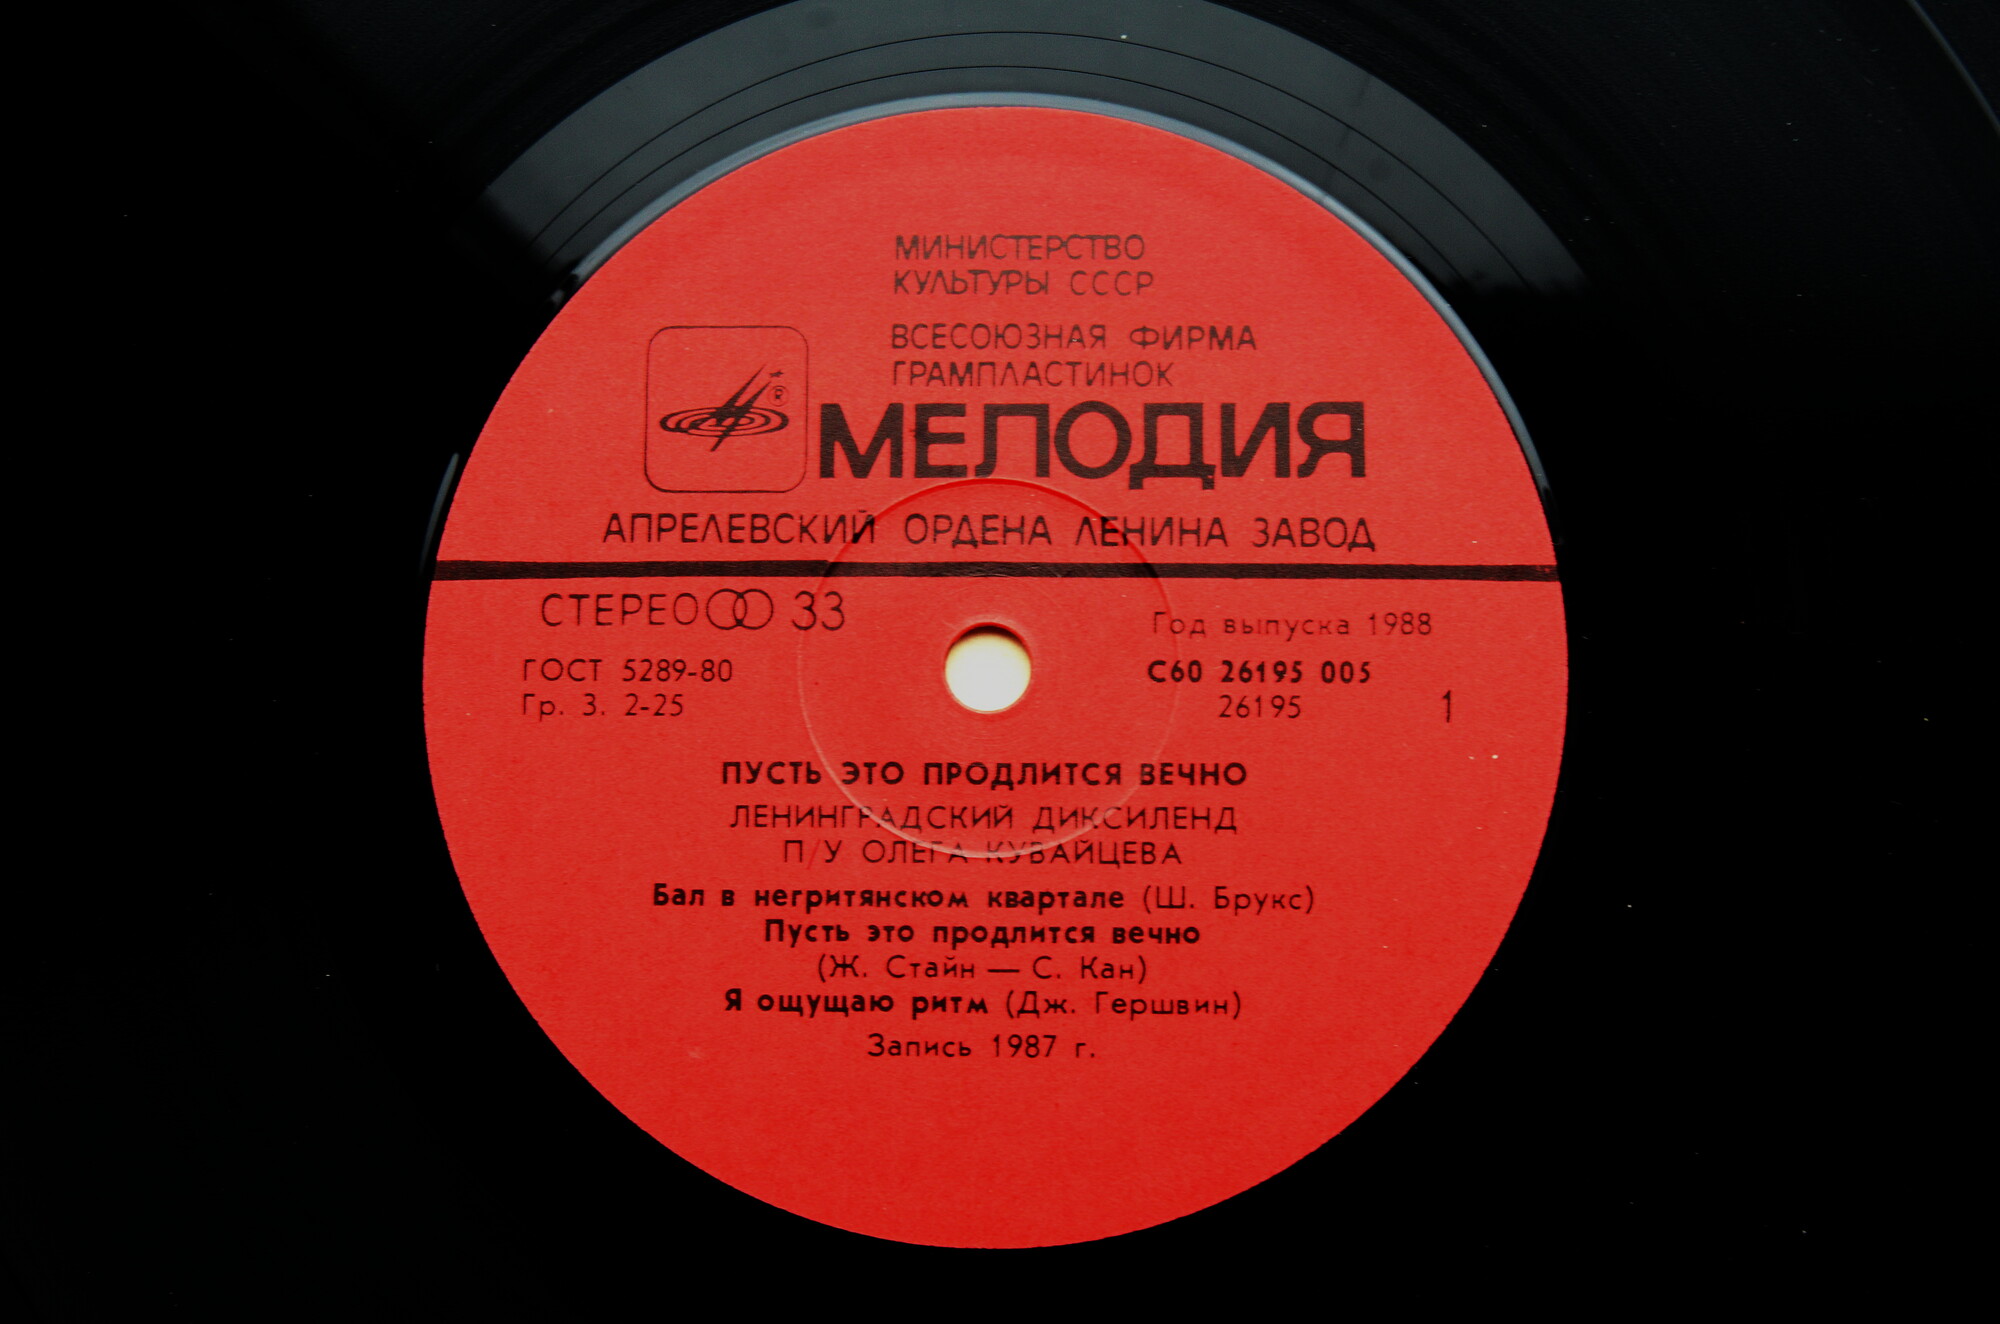 МИНИСТЕРСТВО
КУЛЬТУРЫ СССР
ВСЕСОЮЗНАЯ ФИРМА
ГРАМПЛАСТИНОК
®
МЕЛОДИЯ
АПРЕЛЕВСКИЙ ОРДЕНА ЛЕНИНА ЗАВОД
СТЕРЕО 33
Год выпуска 1988
ГОСТ 5289-80
С60 26195 005
Гр. 3. 2-25
26195
1
ПУСТЬ ЭТО ПРОДЛИТСЯ ВЕЧНО
ЛЕНИНГРАДСКИЙ ДИКСИЛЕНД
П/У ОЛЕГА КУВАЙЦЕВА
Бал в негритянском квартале (Ш. Брукс)
Пусть это продлится вечно
(Ж. Стайн — С. Кан)
Я ощущаю ритм (Дж. Гершвин)
Запись 1987 г.